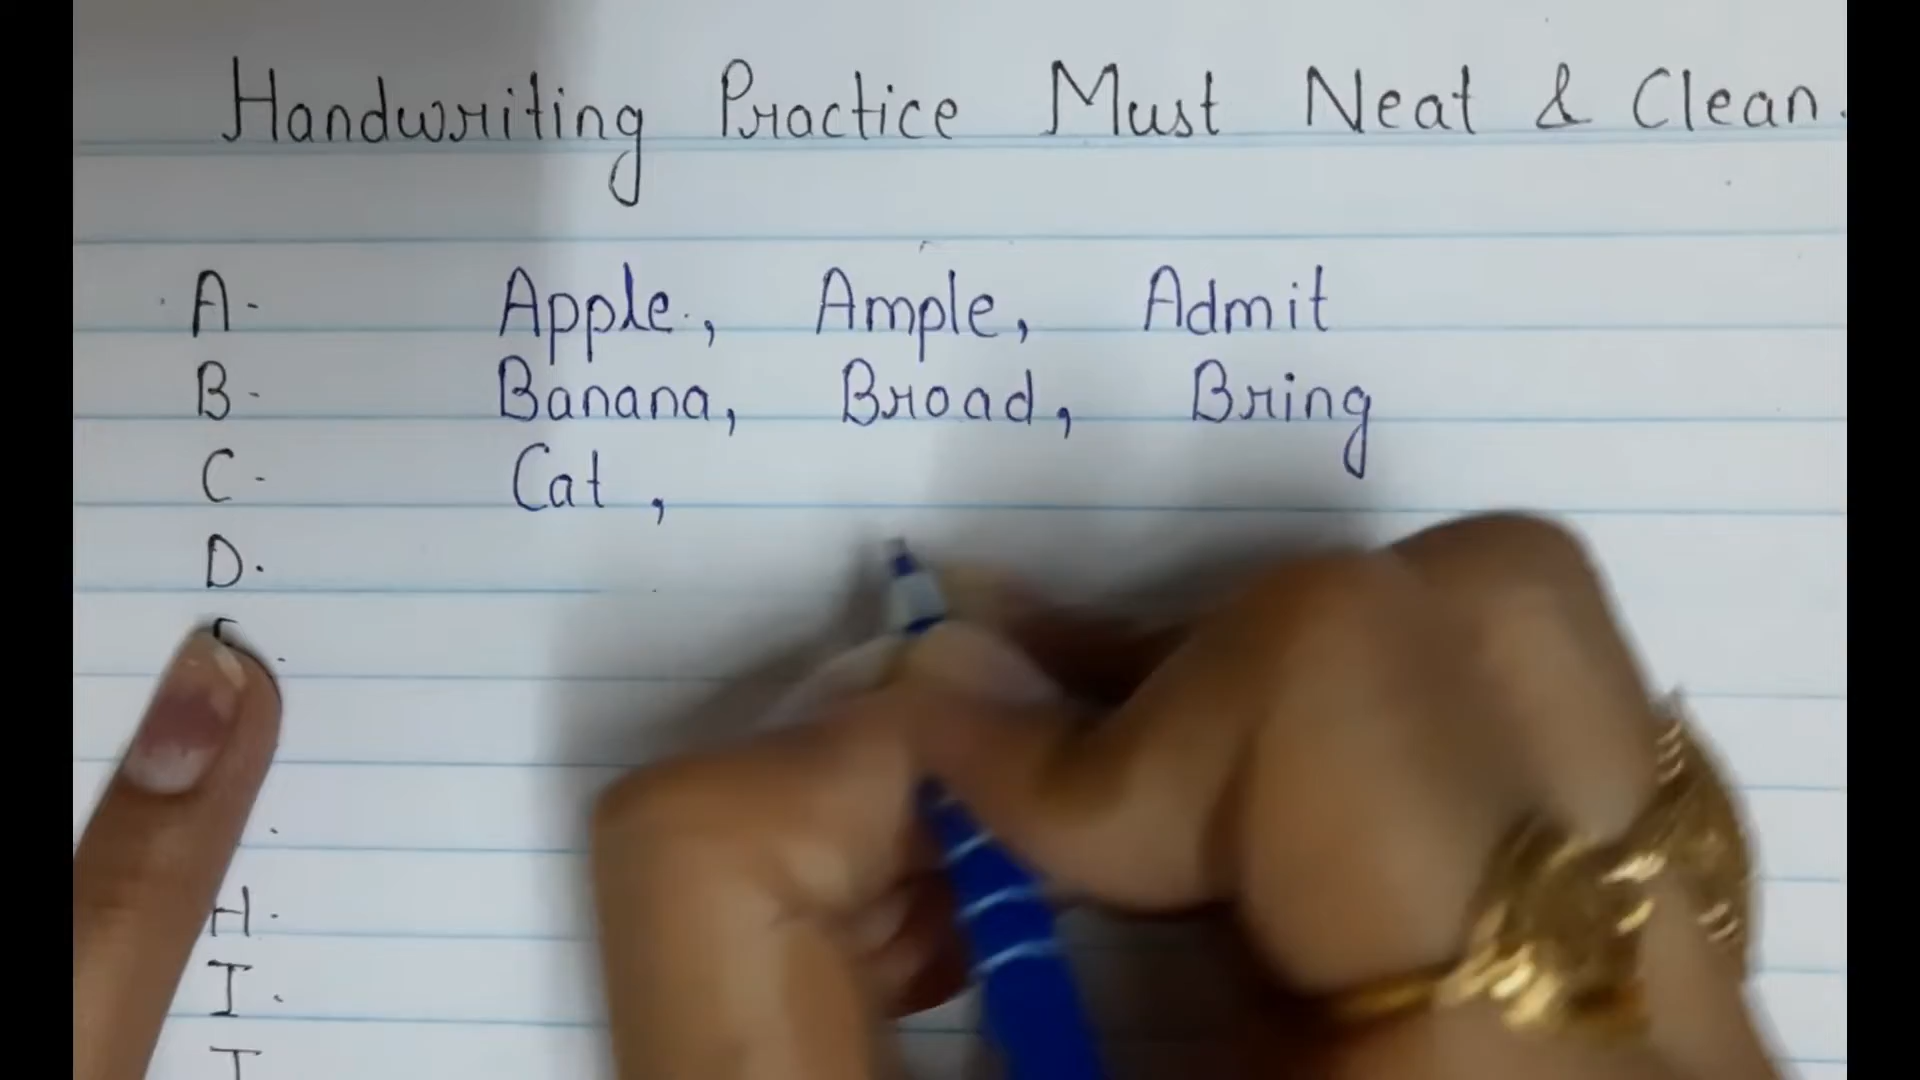 Handwriting Practice Must Neat & Clean.
A- Apple, Ample, Admit
B- Banana, Broad, Bring
C- Cat,
D.
H.
I.